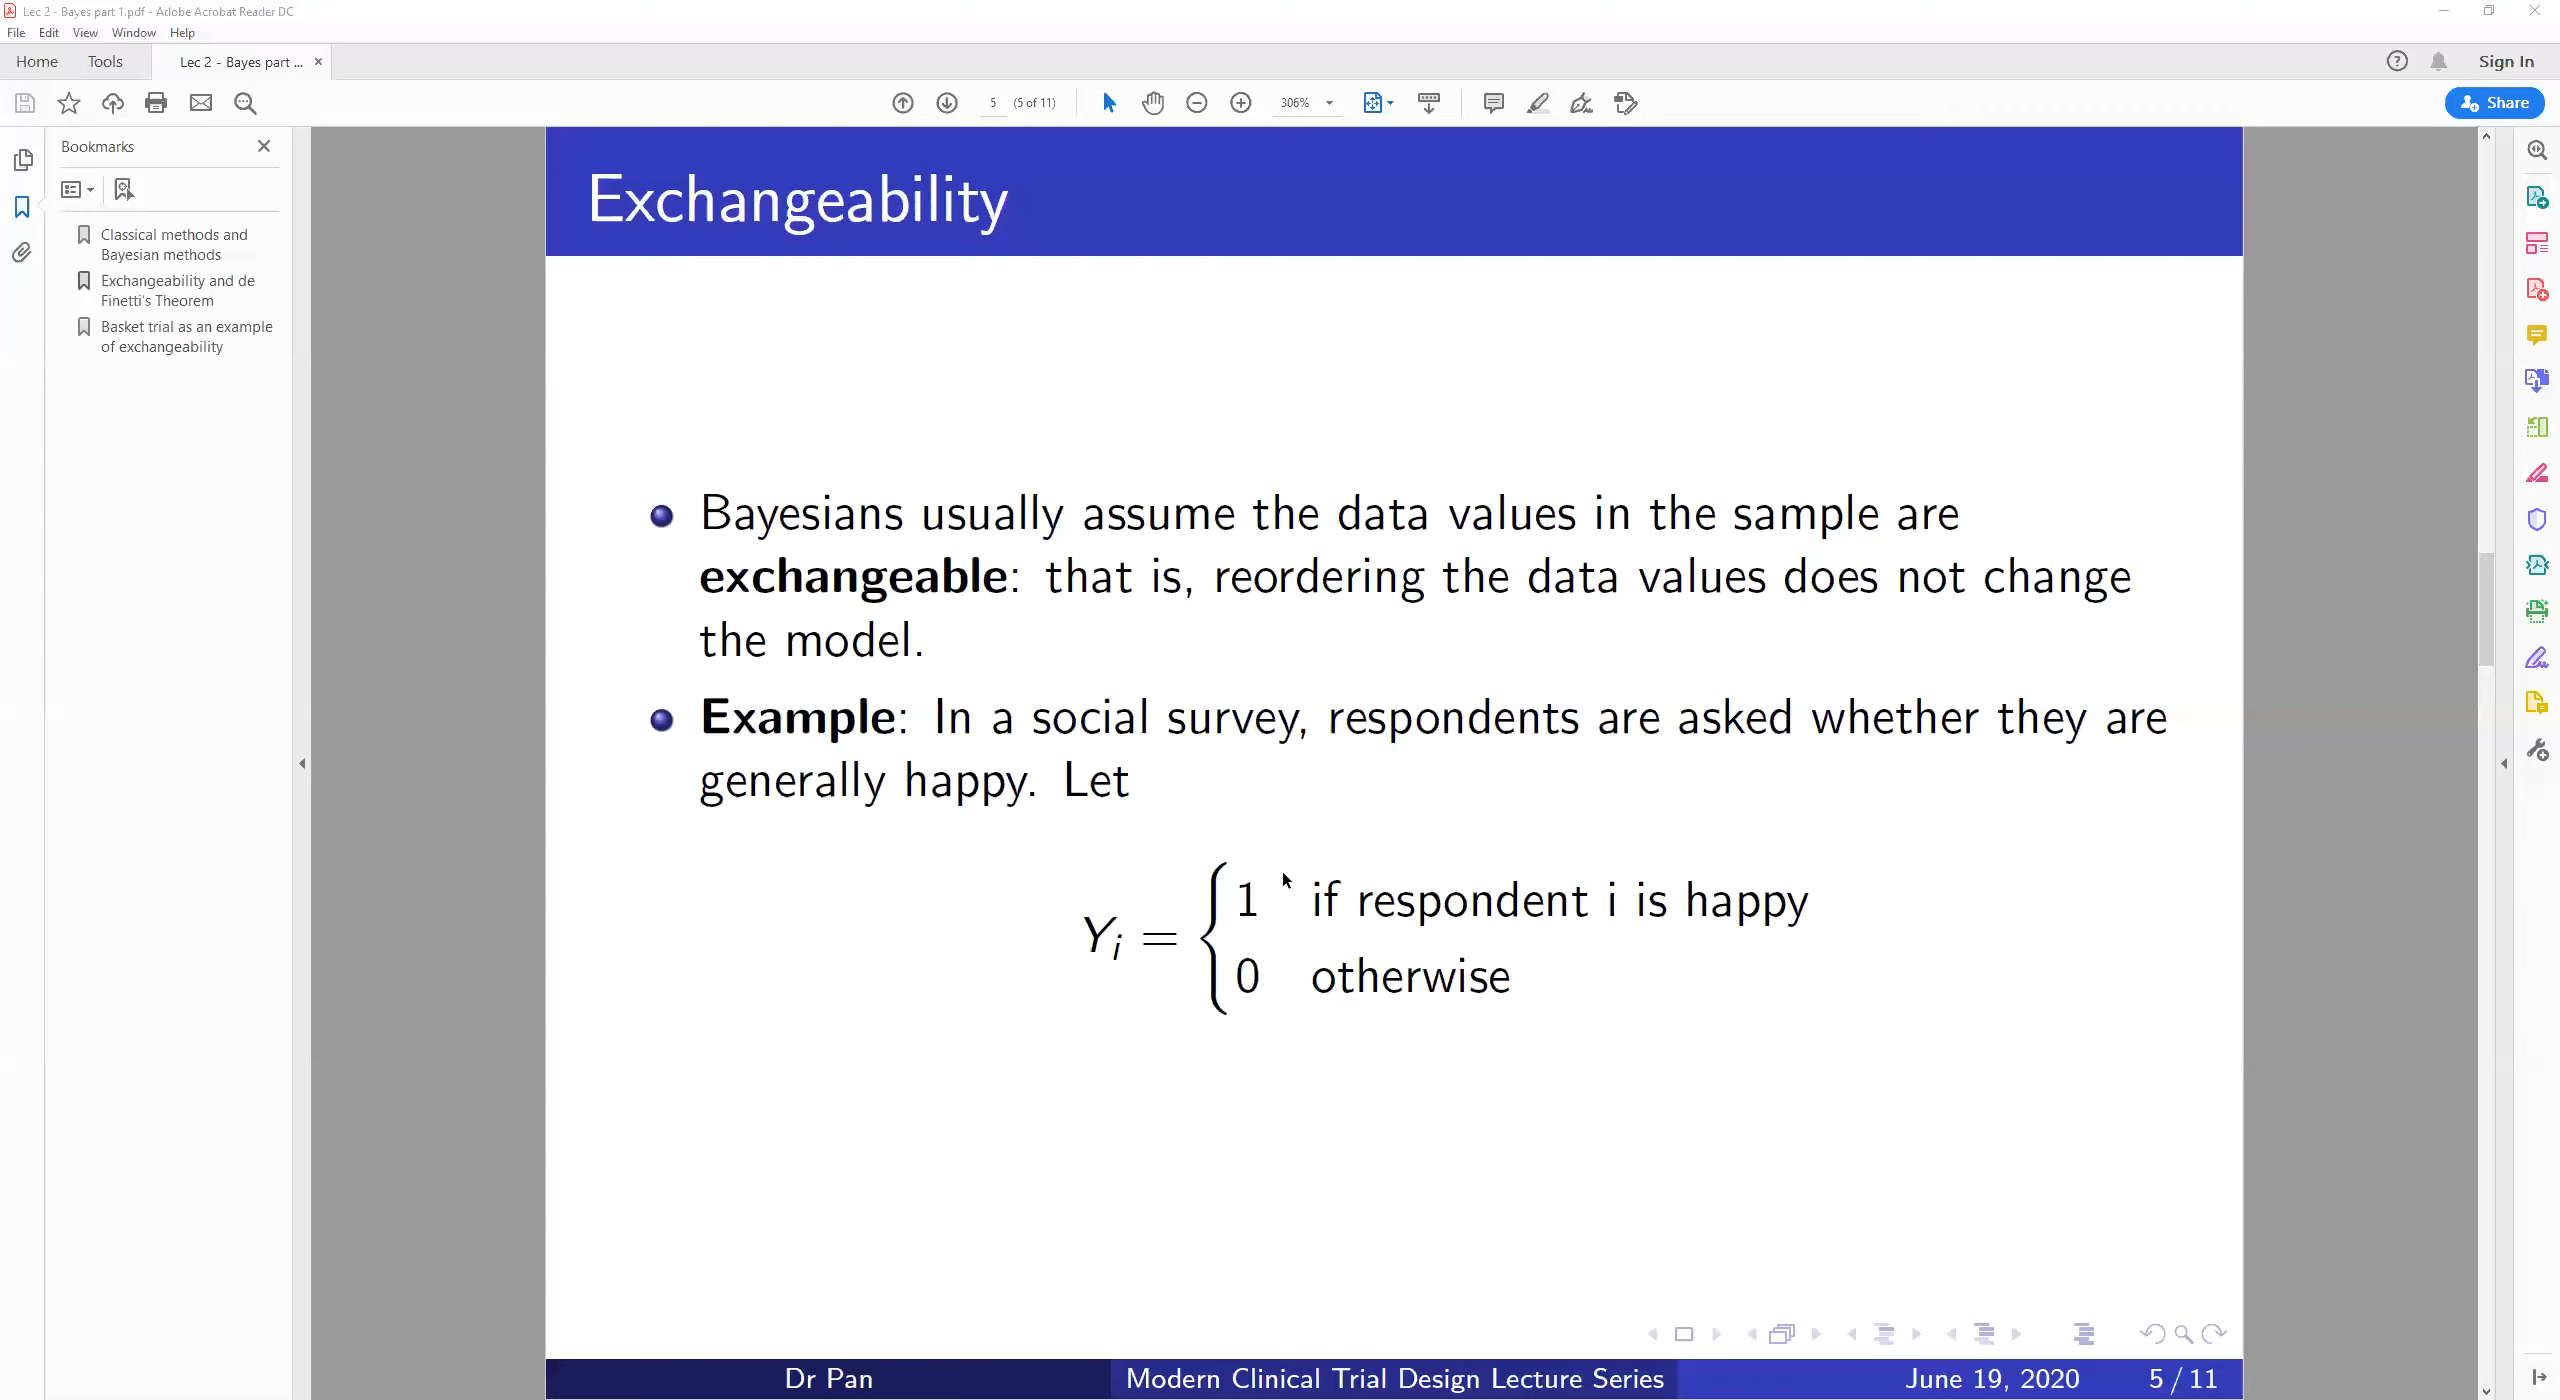 Lec 2 - Bayes part 1.pdf - Adobe Acrobat Reader DC
File Edit View Window Help
Home Tools Lec 2 - Bayes part ... × Sign In
5 (5 of 11) 306% Share
Bookmarks
Classical methods and
Bayesian methods
Exchangeability and de
Finetti's Theorem
Basket trial as an example
of exchangeability
Exchangeability
Bayesians usually assume the data values in the sample are
exchangeable: that is, reordering the data values does not change
the model.
Example: In a social survey, respondents are asked whether they are
generally happy. Let
Yᵢ = { 1 if respondent i is happy
0 otherwise
Dr Pan Modern Clinical Trial Design Lecture Series June 19, 2020 5 / 11